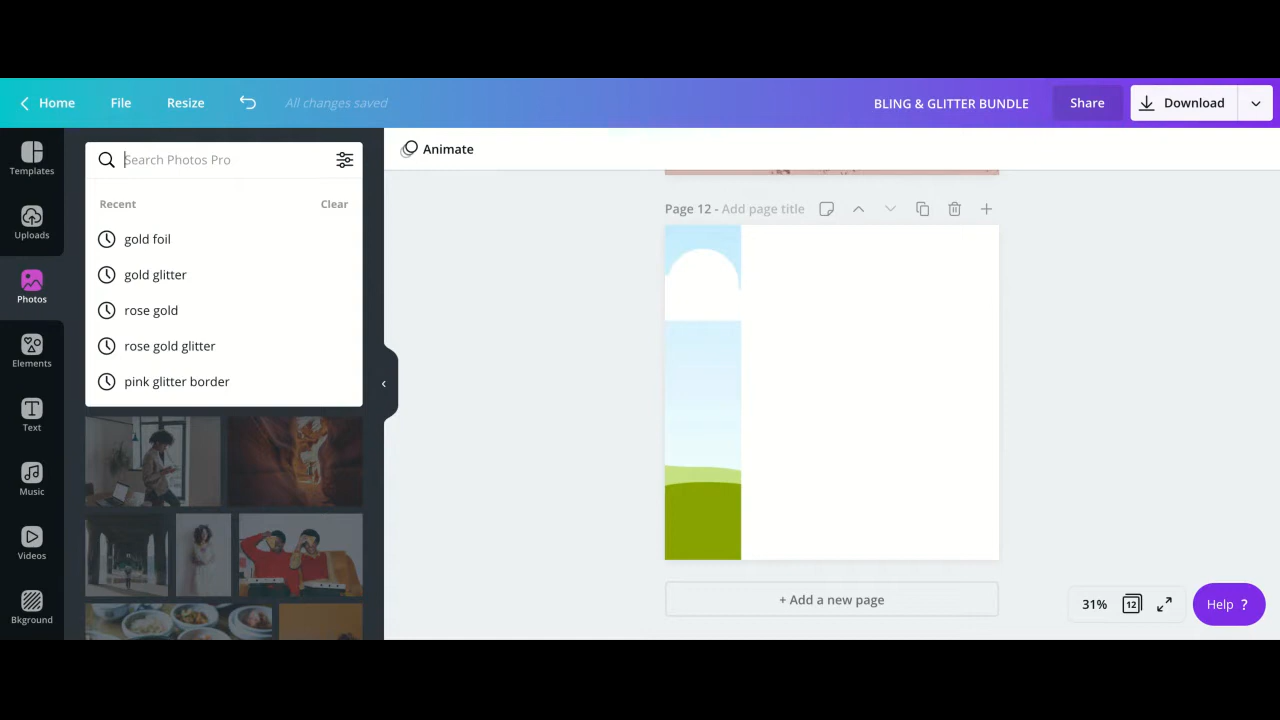 Home
File
Resize
All changes saved
BLING & GLITTER BUNDLE
Share
Download
Templates
Uploads
Photos
Elements
Text
Music
Videos
Bkground
Search Photos Pro
Recent
Clear
gold foil
gold glitter
rose gold
rose gold glitter
pink glitter border
Animate
Page 12 - Add page title
+ Add a new page
31%
12
Help ?